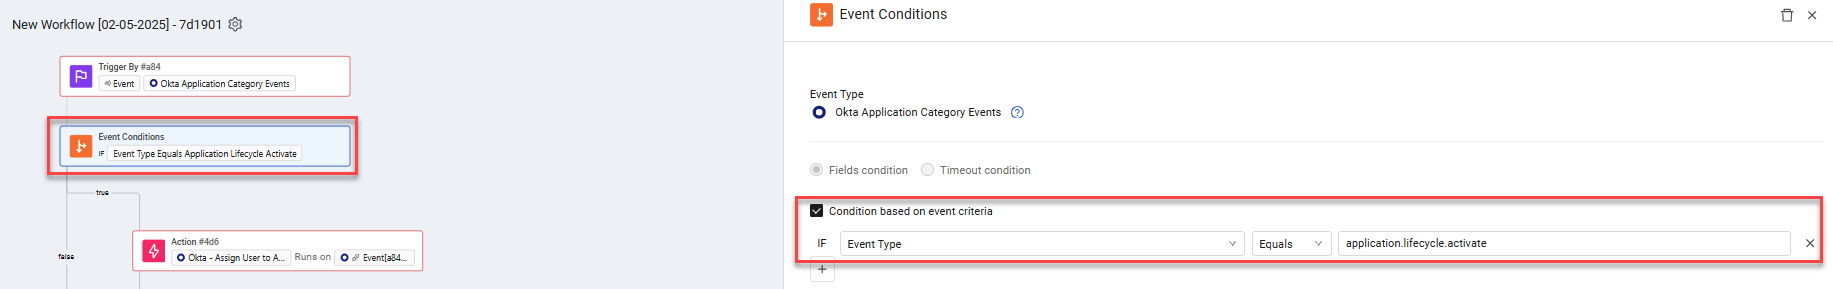 New Workflow [02-05-2025] - 7d1901
Trigger By #a84
Event Okta Application Category Events
Event Conditions
IF Event Type Equals Application Lifecycle Activate
true
false
Action #4d6
Okta - Assign User to A... Runs on Event[a84...
Event Conditions
Event Type
Okta Application Category Events ?
Fields condition Timeout condition
Condition based on event criteria
IF Event Type Equals application.lifecycle.activate
+